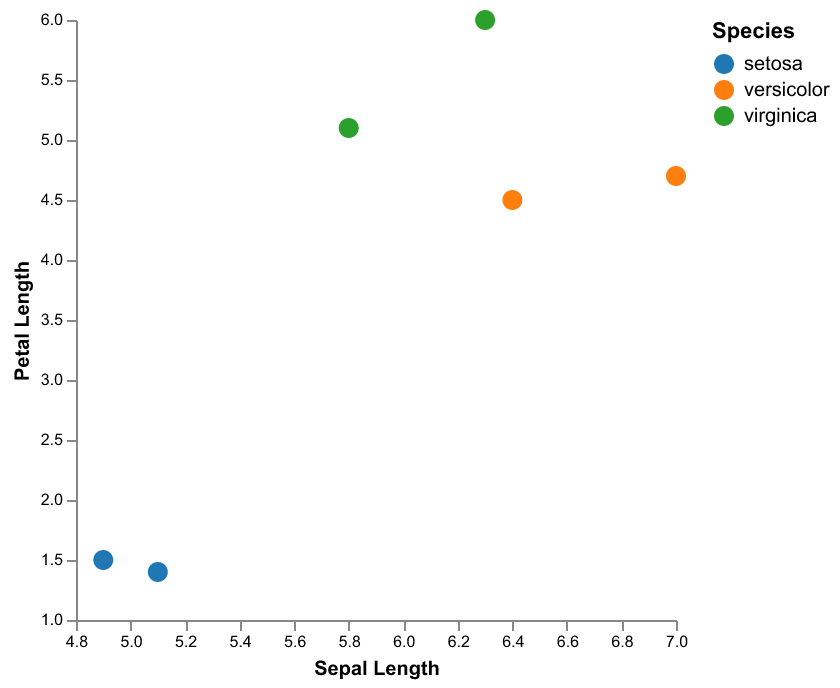 6.0
5.5
5.0
4.5
4.0
3.5
3.0
2.5
2.0
1.5
1.0
Petal Length
4.8 5.0 5.2 5.4 5.6 5.8 6.0 6.2 6.4 6.6 6.8 7.0
Sepal Length
Species
setosa
versicolor
virginica